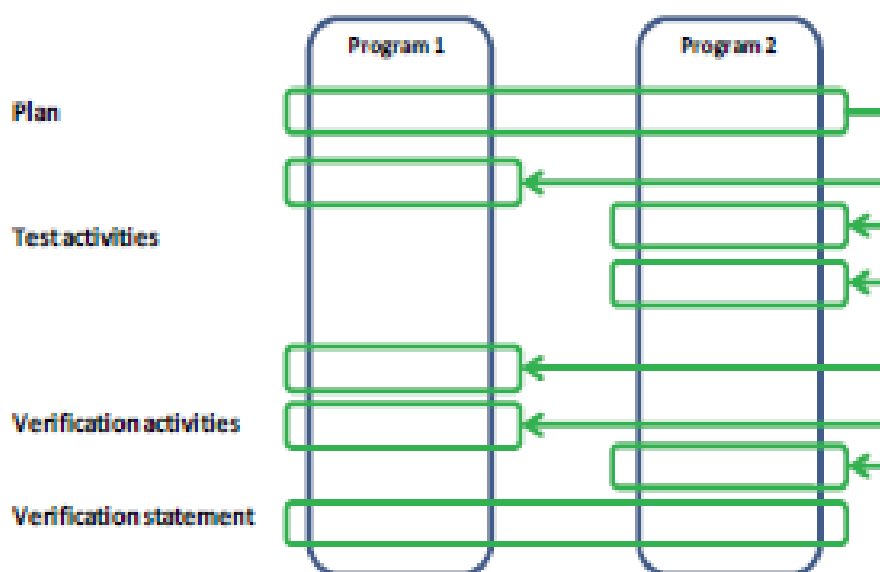 Program 1
Program 2
Plan
Test activities
Verification activities
Verification statement